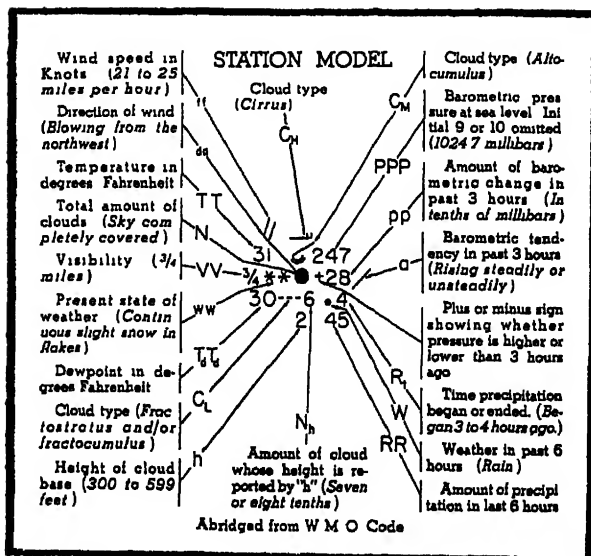 STATION MODEL
Wind speed in
Knots (21 to 25
miles per hour)
Direction of wind
(Blowing from the
northwest)
Temperature in
degrees Fahrenheit
Total amount of
clouds (Sky com
pletely covered)
Visibility (3/4
miles)
Present state of
weather (Contin
uous slight snow in
flakes)
Dewpoint in de-
grees Fahrenheit
Cloud type (Frac
tostratus and/or
fractocumulus)
Height of cloud
base (300 to 599
feet)
ff
dd
TT
N
VV
ww
TdTd
CL
h
Cloud type
(Cirrus)
CH
31 247
3/4 ** +28
30 6 .4
2 45
Nh
Amount of cloud
whose height is re-
ported by "h" (Seven
or eight tenths)
CM
PPP
pp
a
Rt
W
RR
Cloud type (Alto-
cumulus)
Barometric pres
sure at sea level Ini
tial 9 or 10 omitted
(1024 7 millibars)
Amount of baro-
metric change in
past 3 hours (In
tenths of millibars)
Barometric tend-
ency in past 3 hours
(Rising steadily or
unsteadily)
Plus or minus sign
showing whether
pressure is higher or
lower than 3 hours
ago
Time precipitation
began or ended. (Be-
gan 3 to 4 hours ago.)
Weather in past 6
hours (Rain)
Amount of precipi
tation in last 6 hours
Abridged from W M O Code